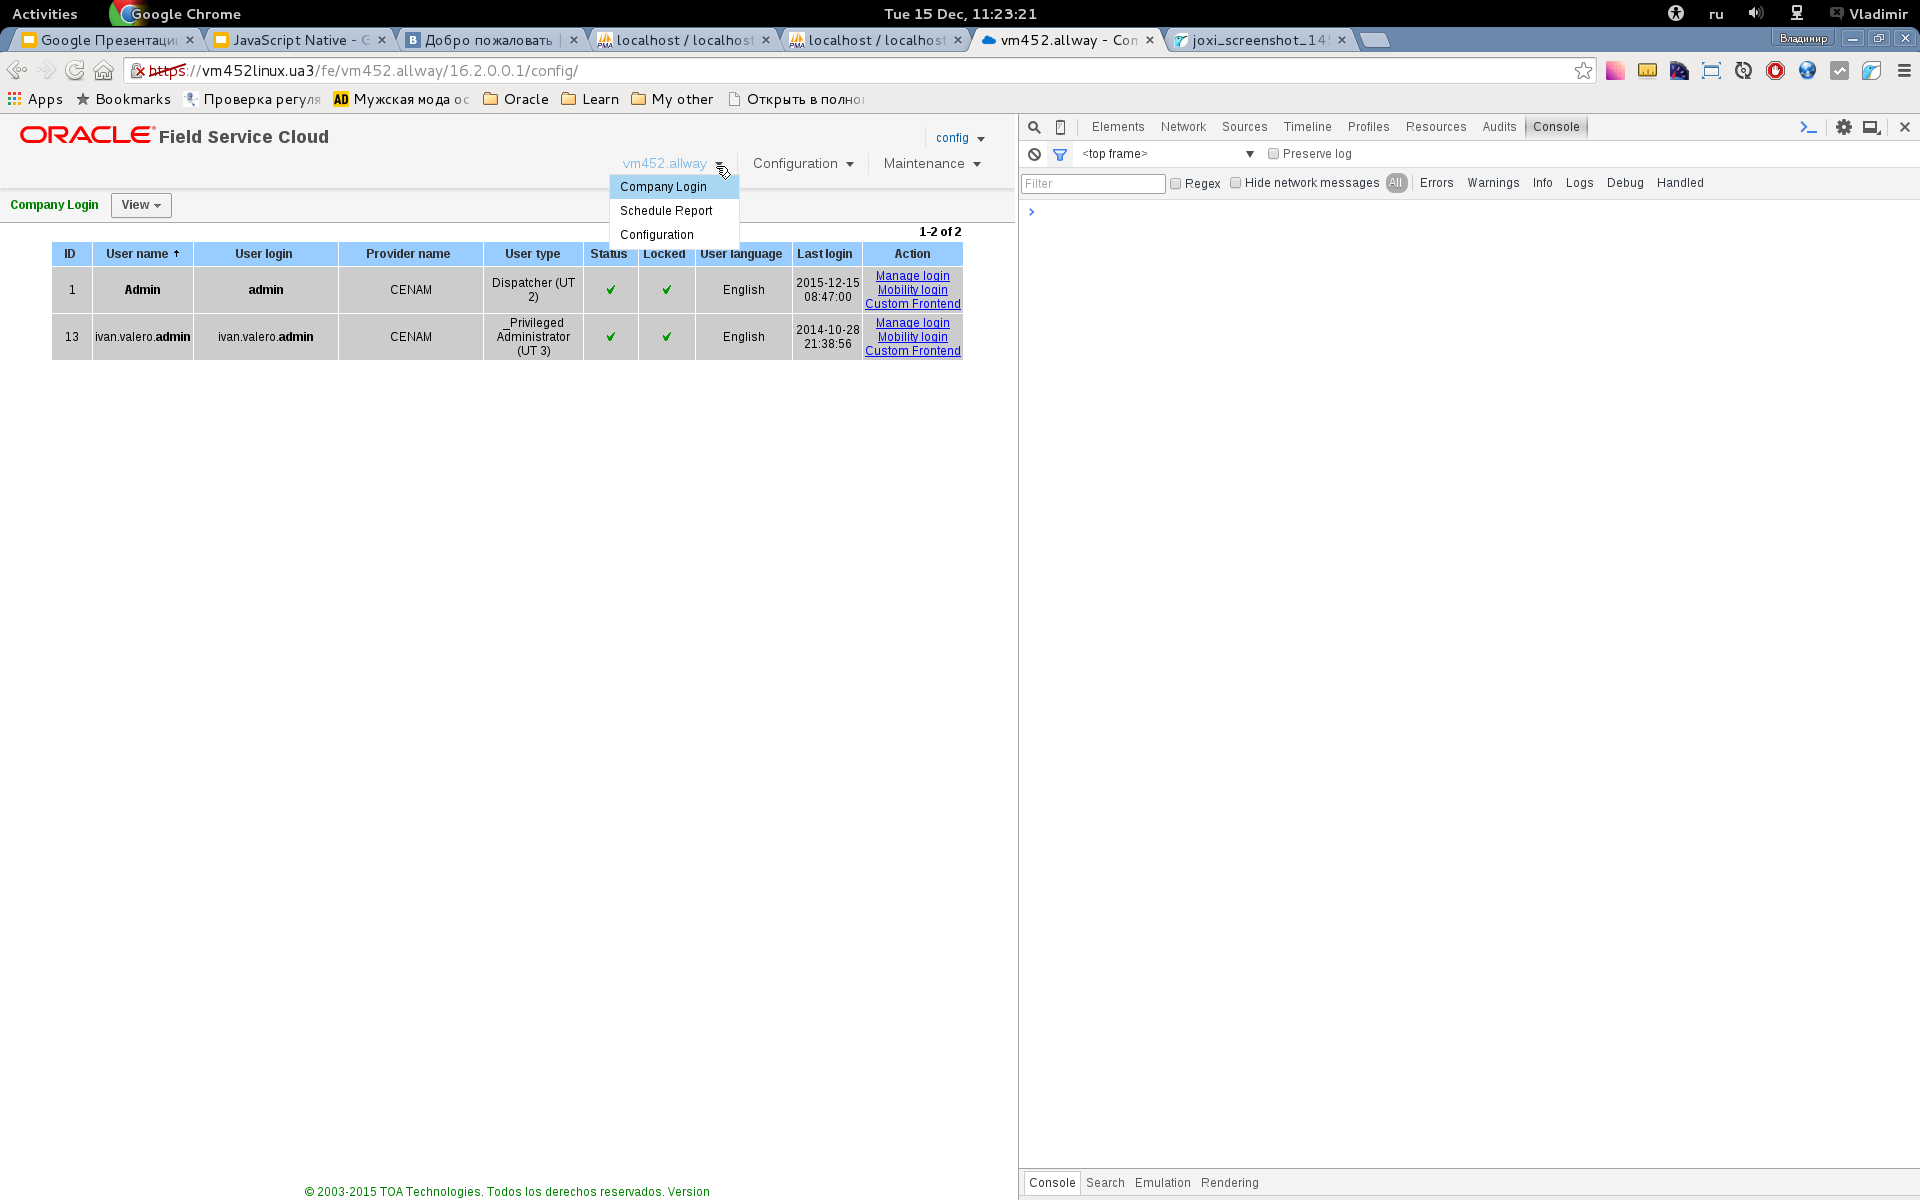 Activities
Google Chrome
Tue 15 Dec, 11:23:21
ru
Vladimir
Google Презентаци
JavaScript Native - G
Добро пожаловать
localhost / localhost
localhost / localhost
vm452.allway - Con
joxi_screenshot_14
Владимир
https://vm452linux.ua3/fe/vm452.allway/16.2.0.0.1/config/
Apps
Bookmarks
Проверка регуля
AD Мужская мода ос
Oracle
Learn
My other
Открыть в полно
ORACLE Field Service Cloud
config
vm452.allway
Configuration
Maintenance
Company Login
Schedule Report
Configuration
Company Login
View
1-2 of 2
ID User name User login Provider name User type Status Locked User language Last login Action
1 Admin admin CENAM Dispatcher (UT 2) ✔ ✔ English 2015-12-15 08:47:00 Manage login Mobility login Custom Frontend
13 ivan.valero.admin ivan.valero.admin CENAM _Privileged Administrator (UT 3) ✔ ✔ English 2014-10-28 21:38:56 Manage login Mobility login Custom Frontend
© 2003-2015 TOA Technologies. Todos los derechos reservados. Version
Elements Network Sources Timeline Profiles Resources Audits Console
<top frame>
Preserve log
Filter
Regex
Hide network messages
All Errors Warnings Info Logs Debug Handled
Console Search Emulation Rendering